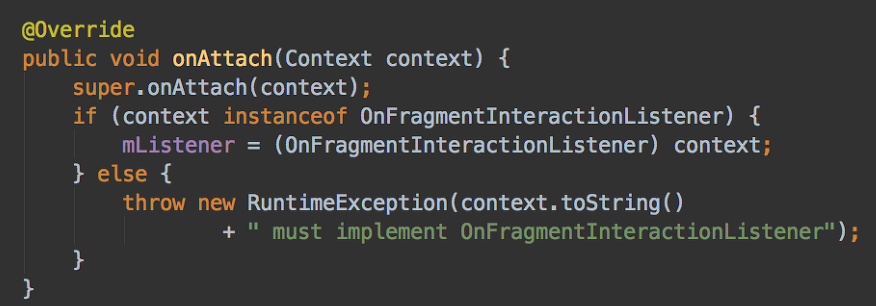 @Override
public void onAttach(Context context) {
    super.onAttach(context);
    if (context instanceof OnFragmentInteractionListener) {
        mListener = (OnFragmentInteractionListener) context;
    } else {
        throw new RuntimeException(context.toString()
                + " must implement OnFragmentInteractionListener");
    }
}